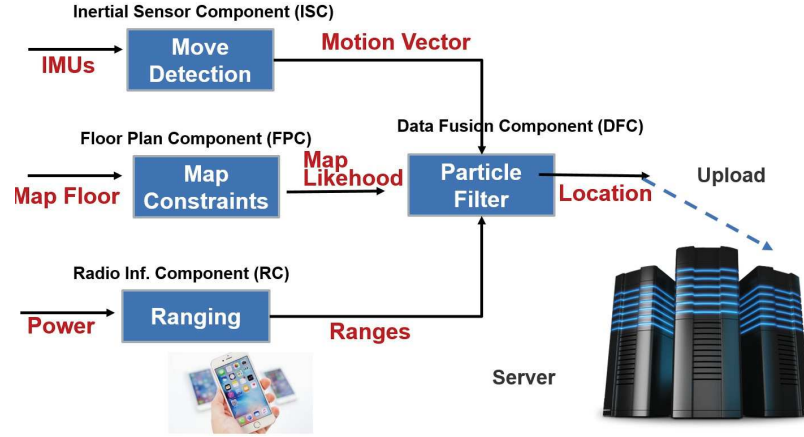 Inertial Sensor Component (ISC)
IMUs
Move
Detection
Motion Vector
Floor Plan Component (FPC)
Map Floor
Map
Constraints
Map
Likehood
Data Fusion Component (DFC)
Particle
Filter
Location
Upload
Radio Inf. Component (RC)
Power
Ranging
Ranges
Server